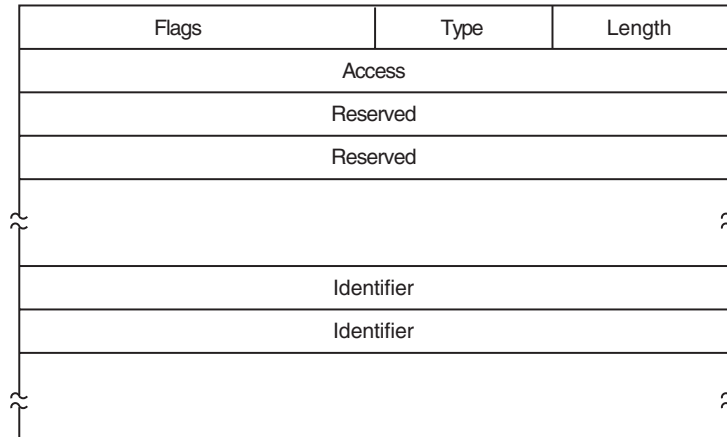 Flags Type Length
Access
Reserved
Reserved
Identifier
Identifier